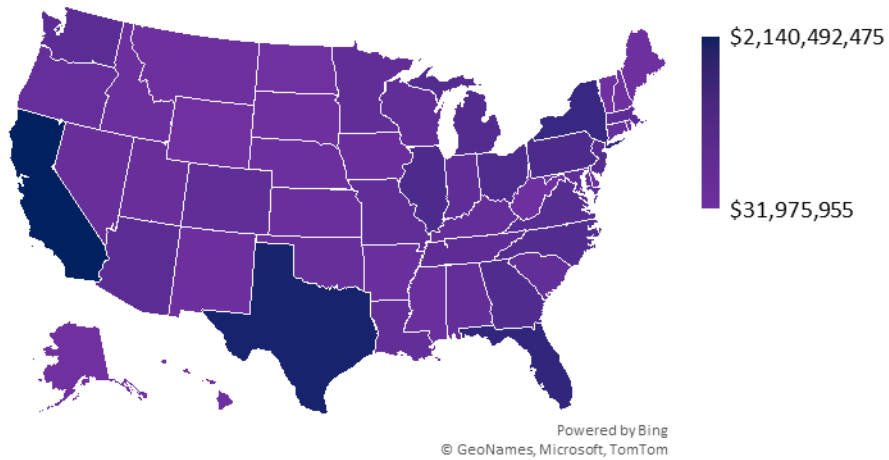 $2,140,492,475
$31,975,955
Powered by Bing
© GeoNames, Microsoft, TomTom